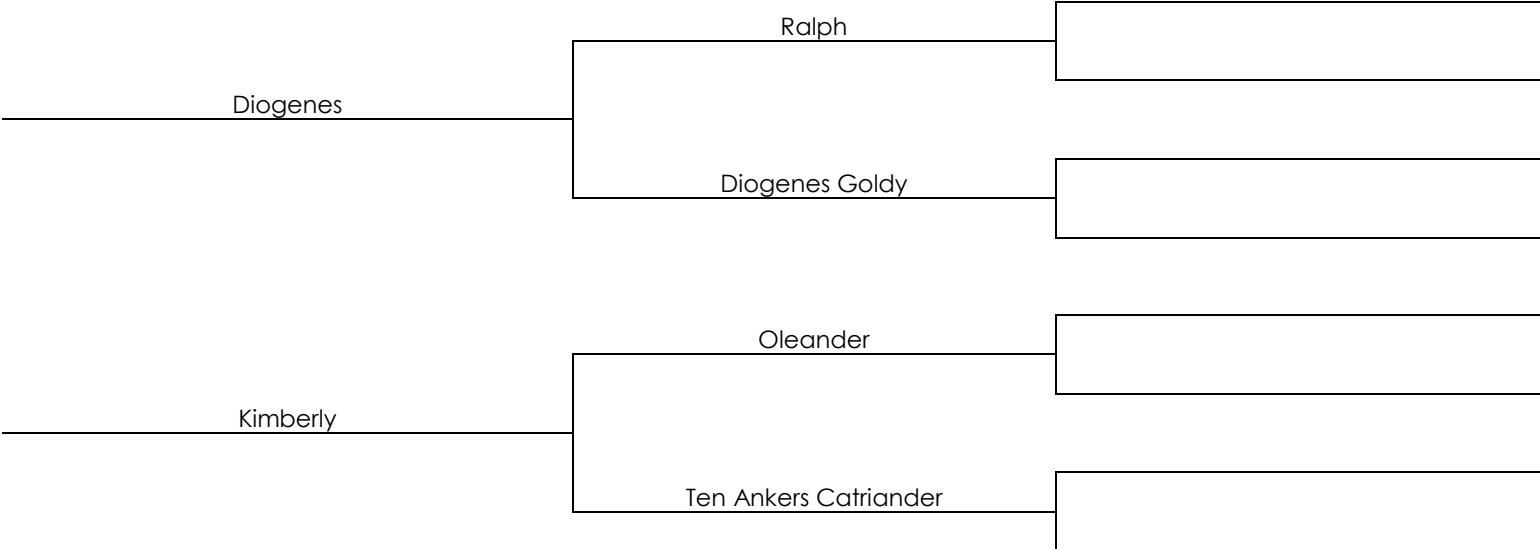 Ralph
Diogenes
Diogenes Goldy
Oleander
Kimberly
Ten Ankers Catriander